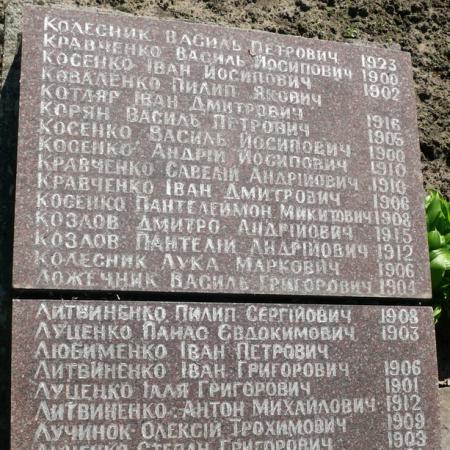 КОЛЕСНИК ВАСИЛЬ ПЕТРОВИЧ 1923
КРАВЧЕНКО ВАСИЛЬ ЙОСИПОВИЧ 1900
КОСЕНКО ІВАН ЙОСИПОВИЧ 1902
КОВАЛЕНКО ПИЛИП ЯКОВИЧ
КОТЛЯР ІВАН ДМИТРОВИЧ 1916
КОРЯН ВАСИЛЬ ПЕТРОВИЧ 1905
КОСЕНКО ВАСИЛЬ ЙОСИПОВИЧ 1900
КОСЕНКО АНДРІЙ ЙОСИПОВИЧ 1910
КРАВЧЕНКО САВЕЛІЙ АНДРІЙОВИЧ 1910
КРАВЧЕНКО ІВАН ДМИТРОВИЧ 1906
КОСЕНКО ПАНТЕЛЕЙМОН МИКИТОВИЧ 1908
КОЗЛОВ ДМИТРО АНДРІЙОВИЧ 1915
КОЗЛОВ ПАНТЕЛІЙ АНДРІЙОВИЧ 1912
КОЛЕСНИК ЛУКА МАРКОВИЧ 1906
ЛОЖЕЧНИК ВАСИЛЬ ГРИГОРОВИЧ 1904
ЛИТВИНЕНКО ПИЛИП СЕРГІЙОВИЧ 1908
ЛУЦЕНКО ПАНАС ЄВДОКИМОВИЧ 1903
ЛЮБИМЕНКО ІВАН ПЕТРОВИЧ
ЛИТВИНЕНКО ІВАН ГРИГОРОВИЧ 1906
ЛУЦЕНКО ІЛЛЯ ГРИГОРОВИЧ 1901
ЛИТВИНЕНКО АНТОН МИХАЙЛОВИЧ 1912
ЛУЧИНОК ОЛЕКСІЙ ТРОХИМОВИЧ 1909
СТЕПАН ГРИГОРОВИЧ 1903